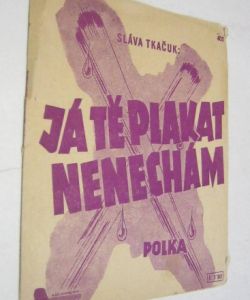 SLÁVA TKAČUK:
JÁ TĚ PLAKAT
NENECHÁM
POLKA